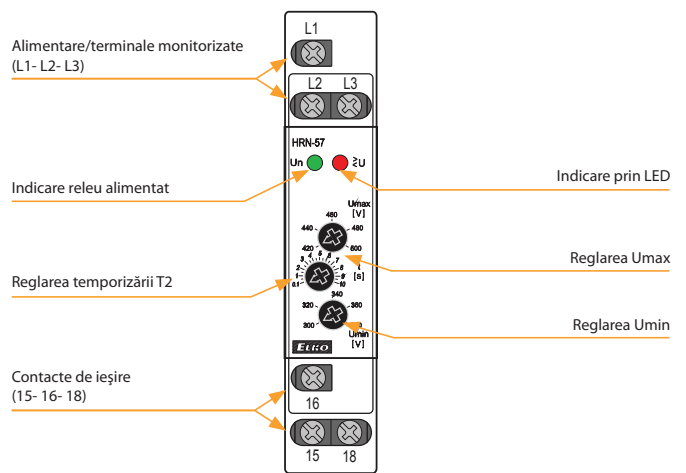 L1
Alimentare/terminale monitorizate
(L1- L2- L3)
L2 L3
HRN-57
Un ≷U
Indicare releu alimentat
Indicare prin LED
Umax
[V]
460
440 480
420 500
Reglarea Umax
Reglarea temporizării T2
0.1 1 2 3 4 5 6 7 8 9 10
t
[s]
340
320 360
300
Umin
[V]
Reglarea Umin
ELKO
Contacte de ieșire
(15- 16- 18)
16
15 18